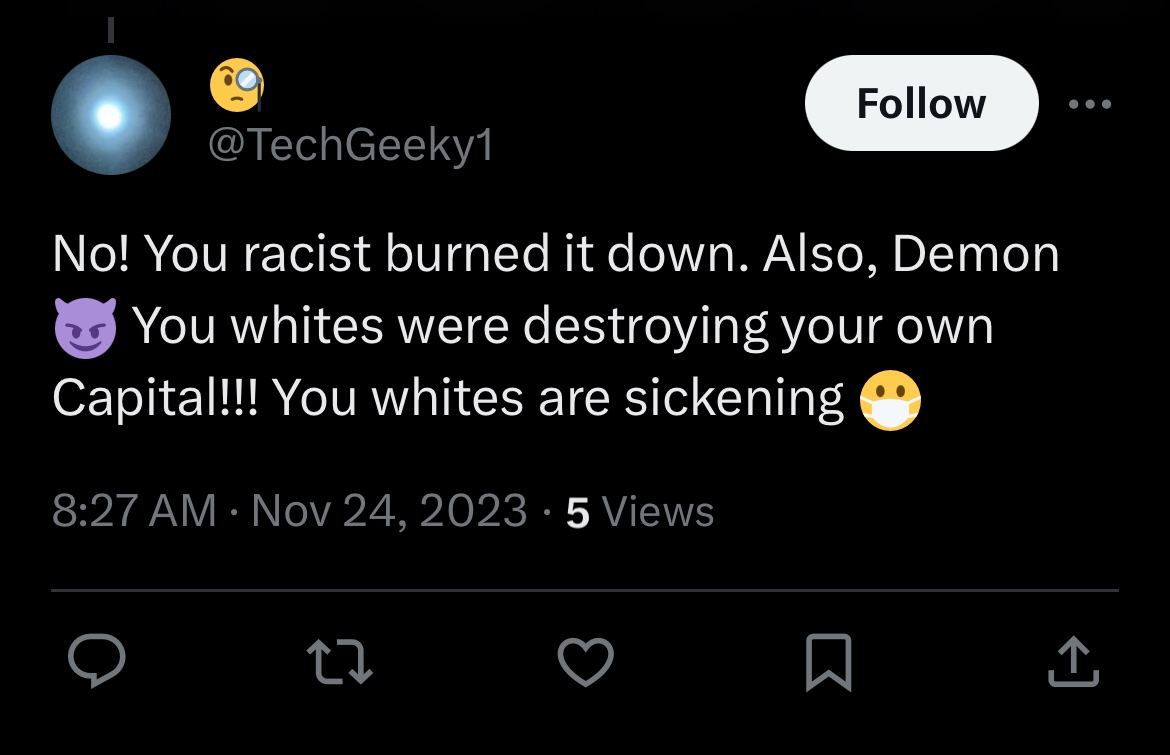 🧐
@TechGeeky1
Follow
No! You racist burned it down. Also, Demon
😈 You whites were destroying your own
Capital!!! You whites are sickening 😷
8:27 AM · Nov 24, 2023 · 5 Views